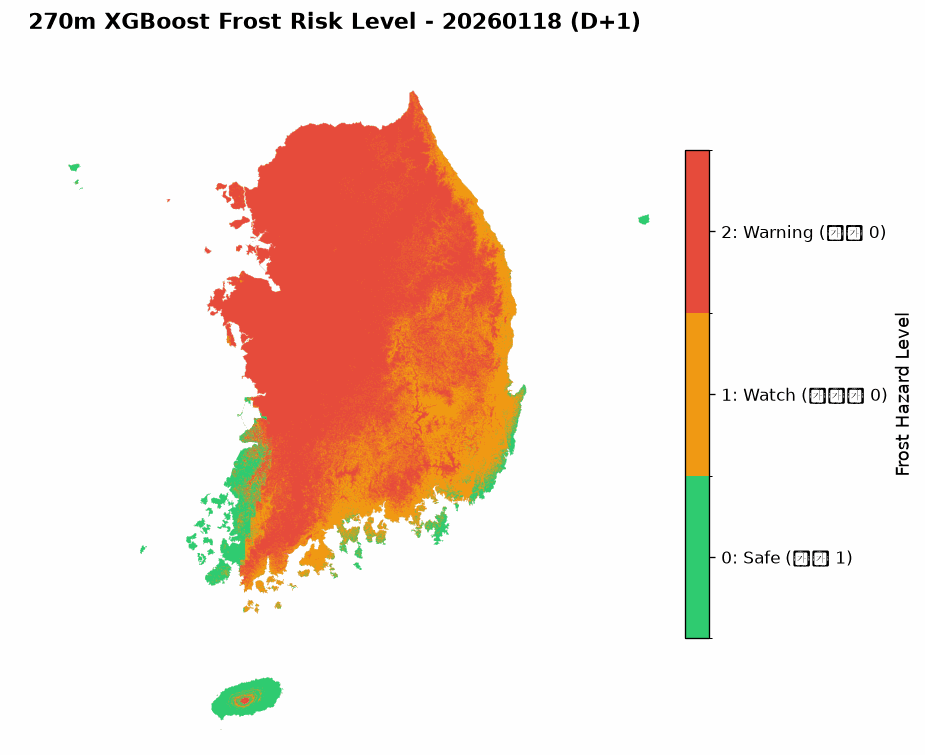 270m XGBoost Frost Risk Level - 20260118 (D+1)
2: Warning (▯▯ 0)
1: Watch (▯▯▯ 0)
0: Safe (▯▯ 1)
Frost Hazard Level